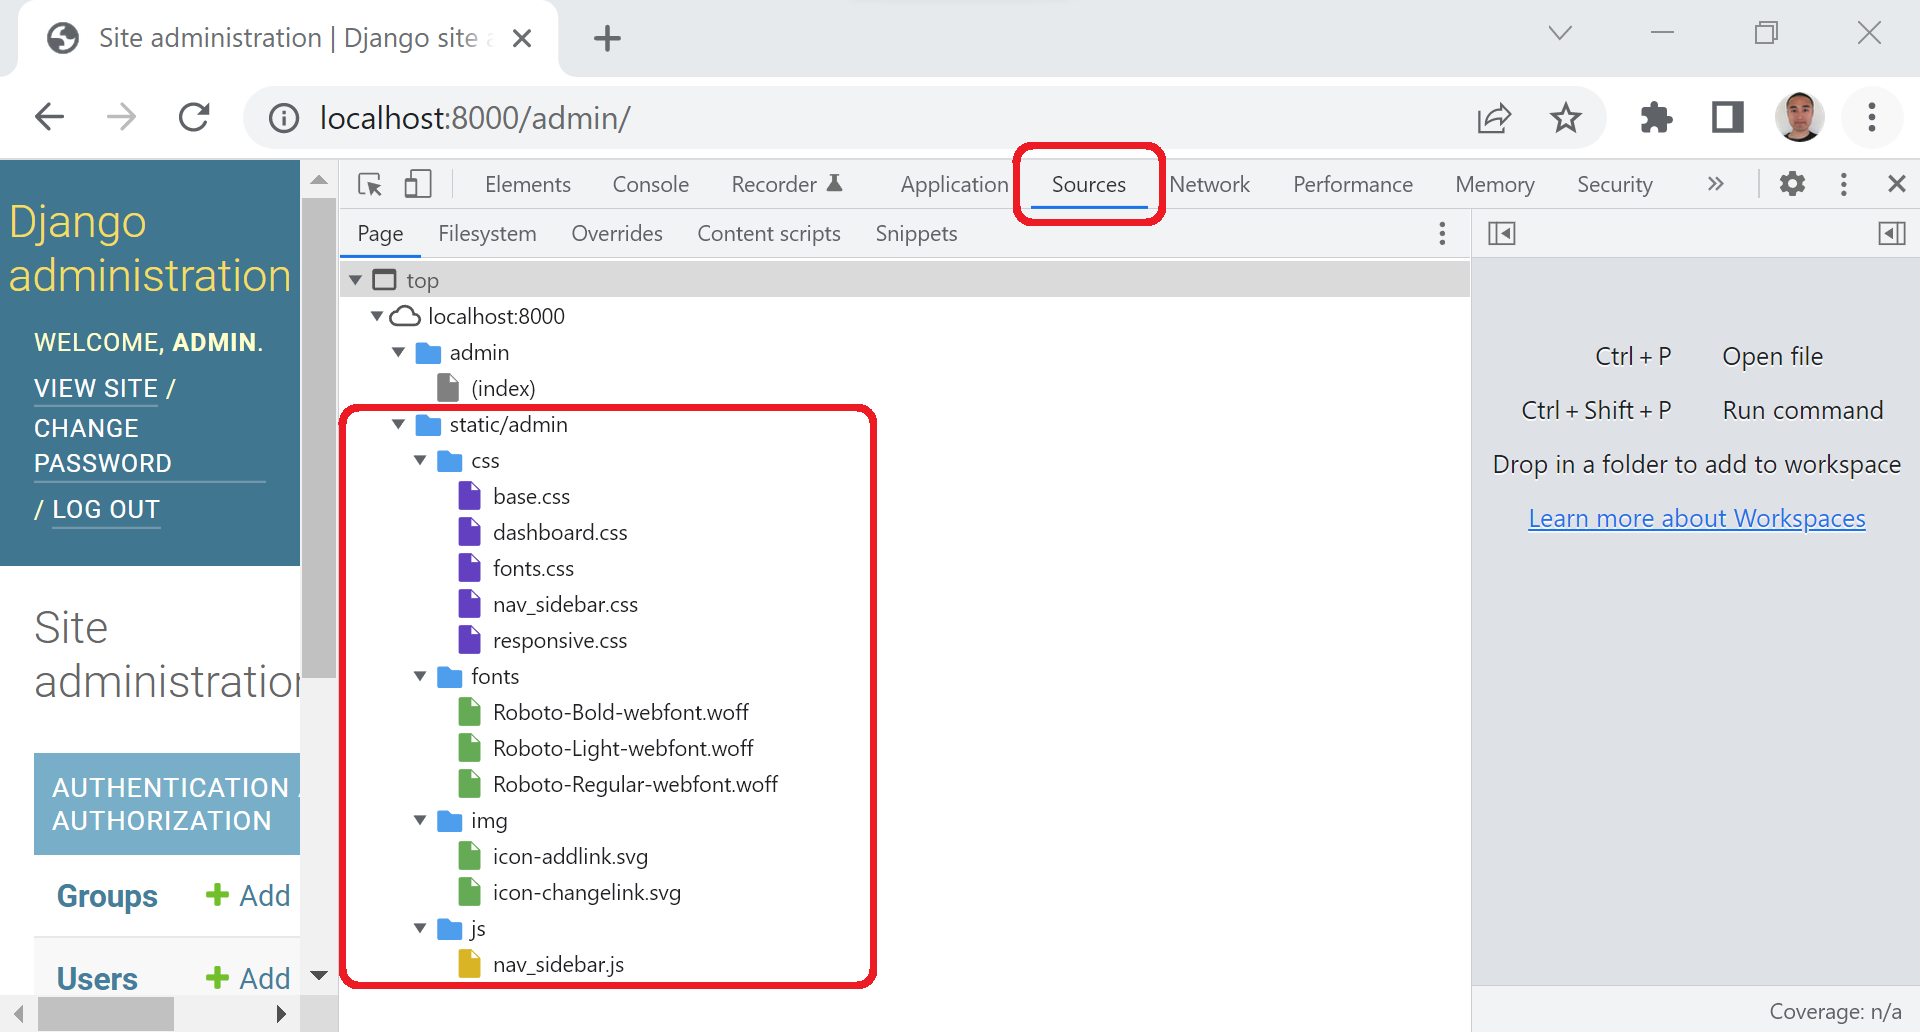 Site administration | Django site a
localhost:8000/admin/
Django
administration
WELCOME, ADMIN.
VIEW SITE /
CHANGE
PASSWORD
/ LOG OUT
Site
administration
AUTHENTICATION
AUTHORIZATION
Groups Add
Users Add
Elements Console Recorder Application Sources Network Performance Memory Security »
Page Filesystem Overrides Content scripts Snippets
top
localhost:8000
admin
(index)
static/admin
css
base.css
dashboard.css
fonts.css
nav_sidebar.css
responsive.css
fonts
Roboto-Bold-webfont.woff
Roboto-Light-webfont.woff
Roboto-Regular-webfont.woff
img
icon-addlink.svg
icon-changelink.svg
js
nav_sidebar.js
Ctrl + P Open file
Ctrl + Shift + P Run command
Drop in a folder to add to workspace
Learn more about Workspaces
Coverage: n/a